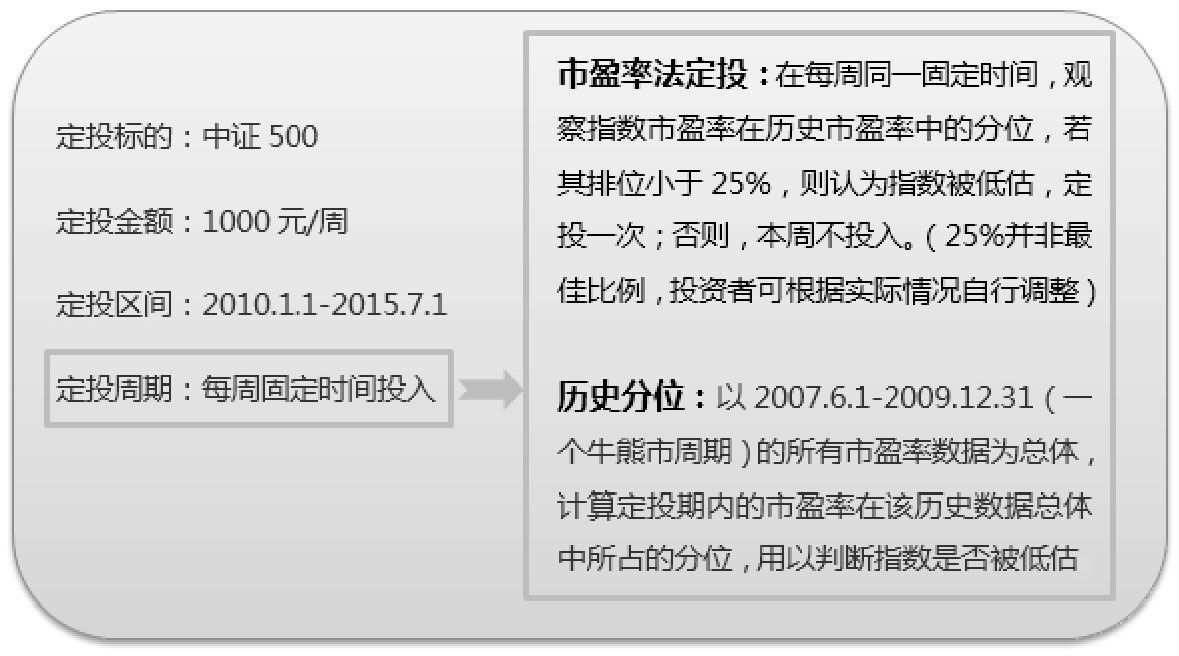 定投标的：中证 500
定投金额：1000 元/周
定投区间：2010.1.1-2015.7.1
定投周期：每周固定时间投入
市盈率法定投：在每周同一固定时间，观
察指数市盈率在历史市盈率中的分位，若
其排位小于 25%，则认为指数被低估，定
投一次；否则，本周不投入。（25%并非最
佳比例，投资者可根据实际情况自行调整）
历史分位：以 2007.6.1-2009.12.31（一
个牛熊市周期）的所有市盈率数据为总体，
计算定投期内的市盈率在该历史数据总体
中所占的分位，用以判断指数是否被低估